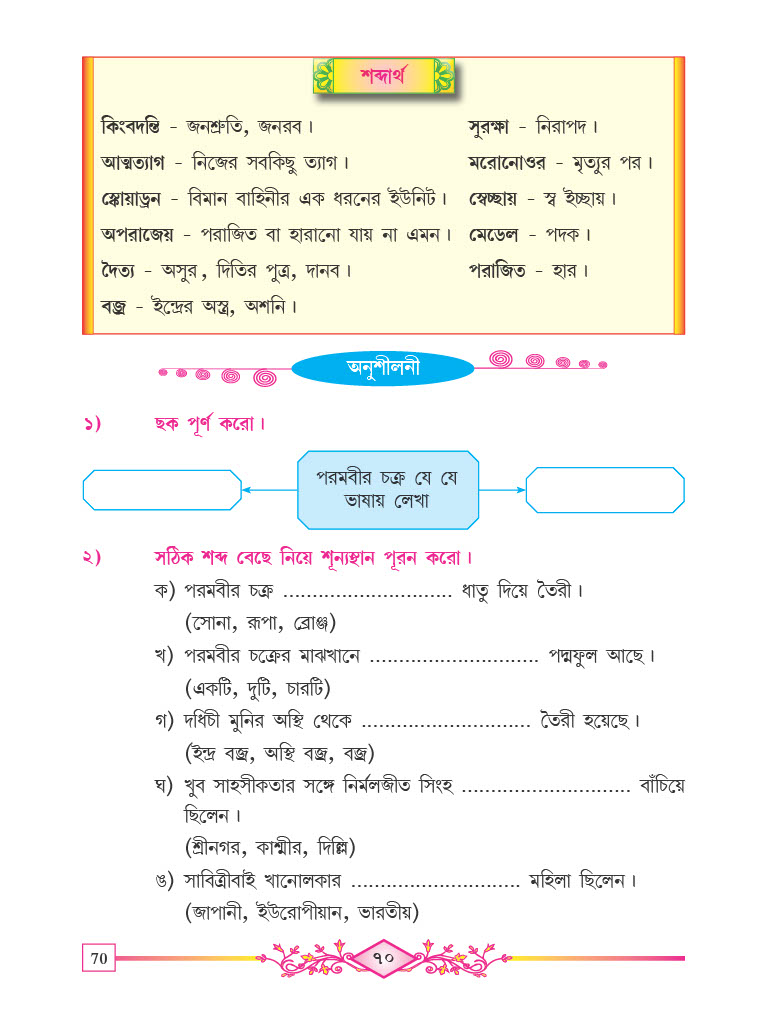 শব্দার্থ
কিংবদন্তি - জনশ্রুতি, জনরব।
সুরক্ষা - নিরাপদ।
আত্মত্যাগ - নিজের সবকিছু ত্যাগ।
মরোনোওর - মৃত্যুর পর।
স্কোয়াড্রন - বিমান বাহিনীর এক ধরনের ইউনিট।
স্বেচ্ছায় - স্ব ইচ্ছায়।
অপরাজেয় - পরাজিত বা হারানো যায় না এমন।
মেডেল - পদক।
দৈত্য - অসুর, দিতির পুত্র, দানব।
পরাজিত - হার।
বজ্র - ইন্দ্রের অস্ত্র, অশনি।
অনুশীলনী
১) ছক পূর্ণ করো।
পরমবীর চক্র যে যে
ভাষায় লেখা
২) সঠিক শব্দ বেছে নিয়ে শূন্যস্থান পূরন করো।
ক) পরমবীর চক্র ............................. ধাতু দিয়ে তৈরী।
(সোনা, রূপা, ব্রোঞ্জ)
খ) পরমবীর চক্রের মাঝখানে ............................. পদ্মফুল আছে।
(একটি, দুটি, চারটি)
গ) দধিচী মুনির অস্থি থেকে ............................. তৈরী হয়েছে।
(ইন্দ্র বজ্র, অস্থি বজ্র, বজ্র)
ঘ) খুব সাহসীকতার সঙ্গে নির্মলজীত সিংহ ............................. বাঁচিয়ে
ছিলেন।
(শ্রীনগর, কাশ্মীর, দিল্লি)
ঙ) সাবিত্রীবাই খানোলকার ............................. মহিলা ছিলেন।
(জাপানী, ইউরোপীয়ান, ভারতীয়)
70
৭০